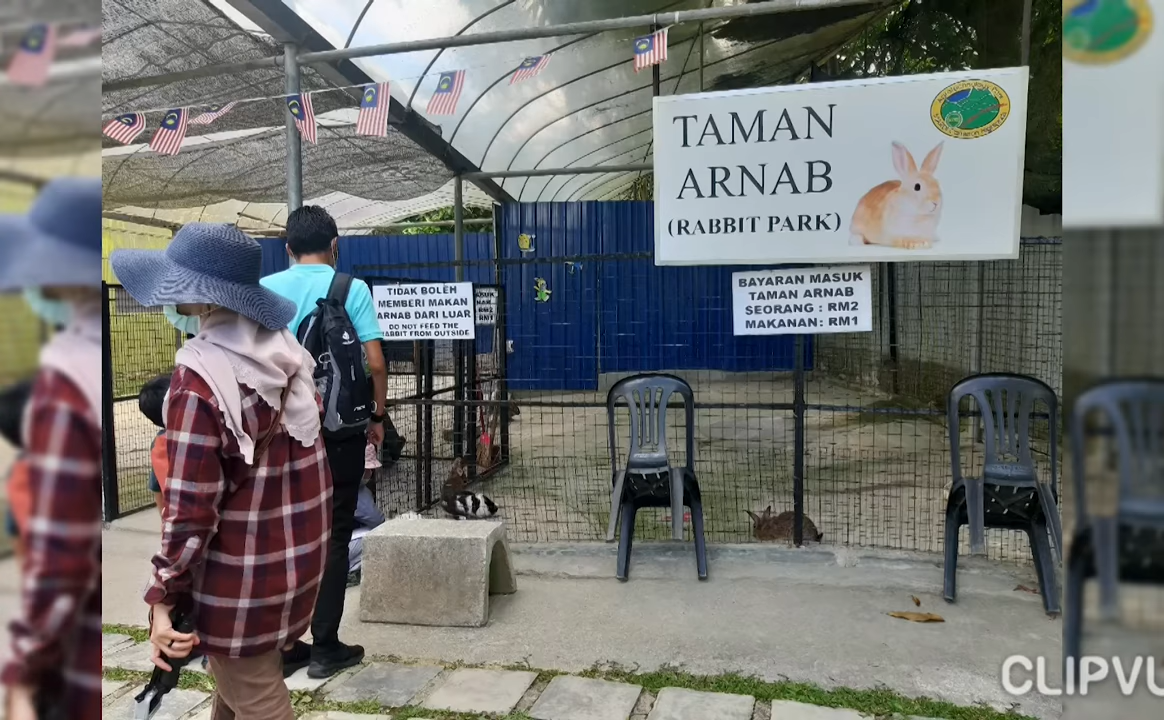 TAMAN
ARNAB
(RABBIT PARK)
TIDAK BOLEH
MEMBERI MAKAN
ARNAB DARI LUAR
DO NOT FEED THE
RABBIT FROM OUTSIDE
BAYARAN MASUK
TAMAN ARNAB
SEORANG : RM2
MAKANAN: RM1
CLIPVU